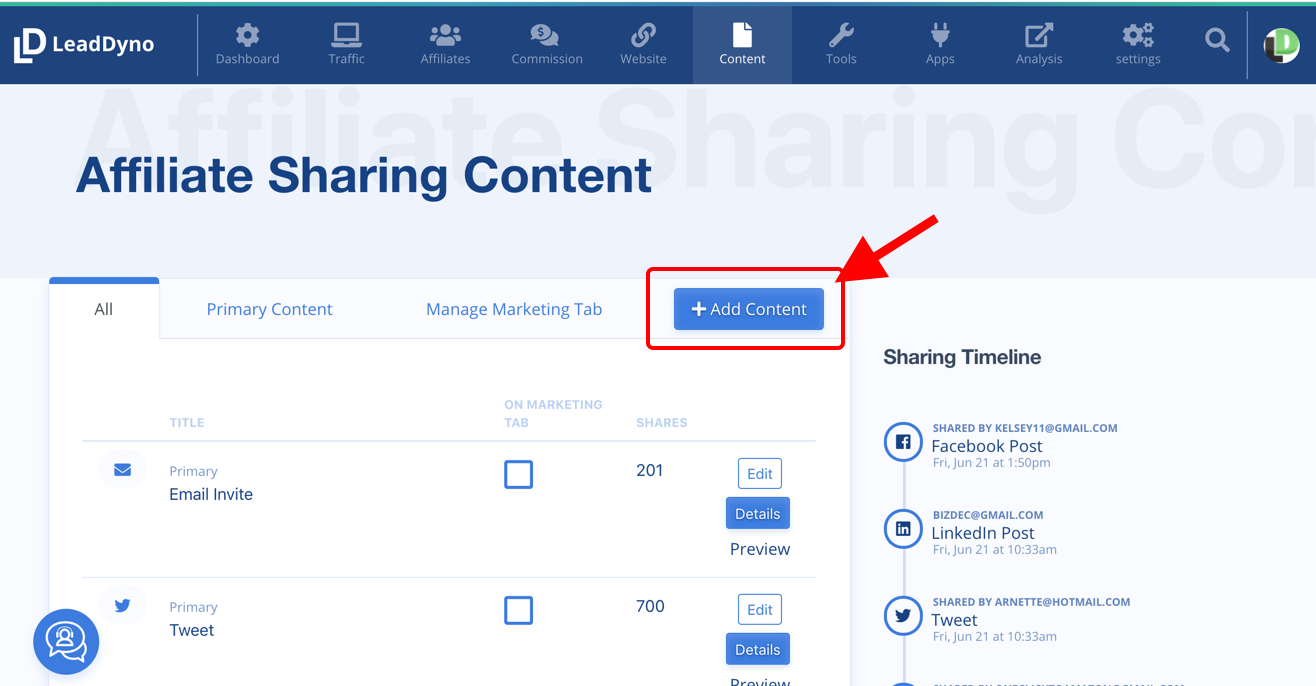 LeadDyno
Dashboard
Traffic
Affiliates
Commission
Website
Content
Tools
Apps
Analysis
settings
Affiliate Sharing Con
Affiliate Sharing Content
All
Primary Content
Manage Marketing Tab
+ Add Content
TITLE
ON MARKETING
TAB
SHARES
Primary
Email Invite
201
Edit
Details
Preview
Primary
Tweet
700
Edit
Details
Preview
Sharing Timeline
SHARED BY KELSEY11@GMAIL.COM
Facebook Post
Fri, Jun 21 at 1:50pm
BIZDEC@GMAIL.COM
LinkedIn Post
Fri, Jun 21 at 10:33am
SHARED BY ARNETTE@HOTMAIL.COM
Tweet
Fri, Jun 21 at 10:33am